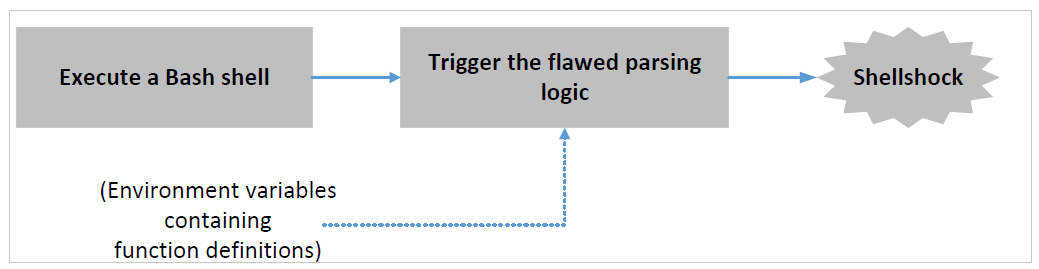 Execute a Bash shell
Trigger the flawed parsing
logic
Shellshock
(Environment variables
containing
function definitions)